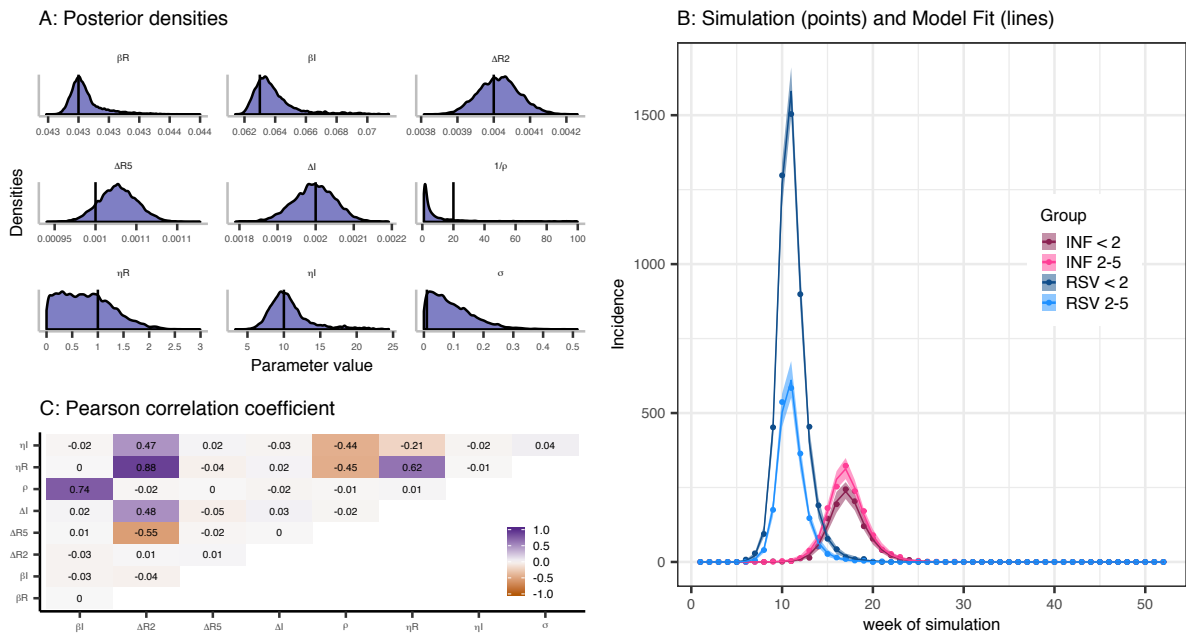 A: Posterior densities
βR
βI
ΔR2
0.043 0.043 0.043 0.043 0.044 0.044
0.062 0.064 0.066 0.069 0.07
0.0038 0.0039 0.004 0.0041 0.0042
ΔR5
ΔI
1/ρ
0.00095 0.001 0.0011 0.0011
0.0018 0.0019 0.002 0.0021 0.0022
0 20 40 60 80 100
ηR
ηI
σ
0 0.5 1 1.5 2 2.5 3
5 10 15 20 25
0 0.1 0.2 0.3 0.4 0.5
Densities
Parameter value
C: Pearson correlation coefficient
ηI -0.02 0.47 0.02 -0.03 -0.44 -0.21 -0.02 0.04
ηR 0 0.88 -0.04 0.02 -0.45 0.62 -0.01
ρ 0.74 -0.02 0 -0.02 -0.01 0.01
ΔI 0.02 0.48 -0.05 0.03 -0.02
ΔR5 0.01 -0.55 -0.02 0
ΔR2 -0.03 0.01 0.01
βI -0.03 -0.04
βR 0
βI ΔR2 ΔR5 ΔI ρ ηR ηI σ
1.0
0.5
0.0
-0.5
-1.0
B: Simulation (points) and Model Fit (lines)
1500
1000
500
0
Incidence
0 10 20 30 40 50
week of simulation
Group
INF < 2
INF 2-5
RSV < 2
RSV 2-5